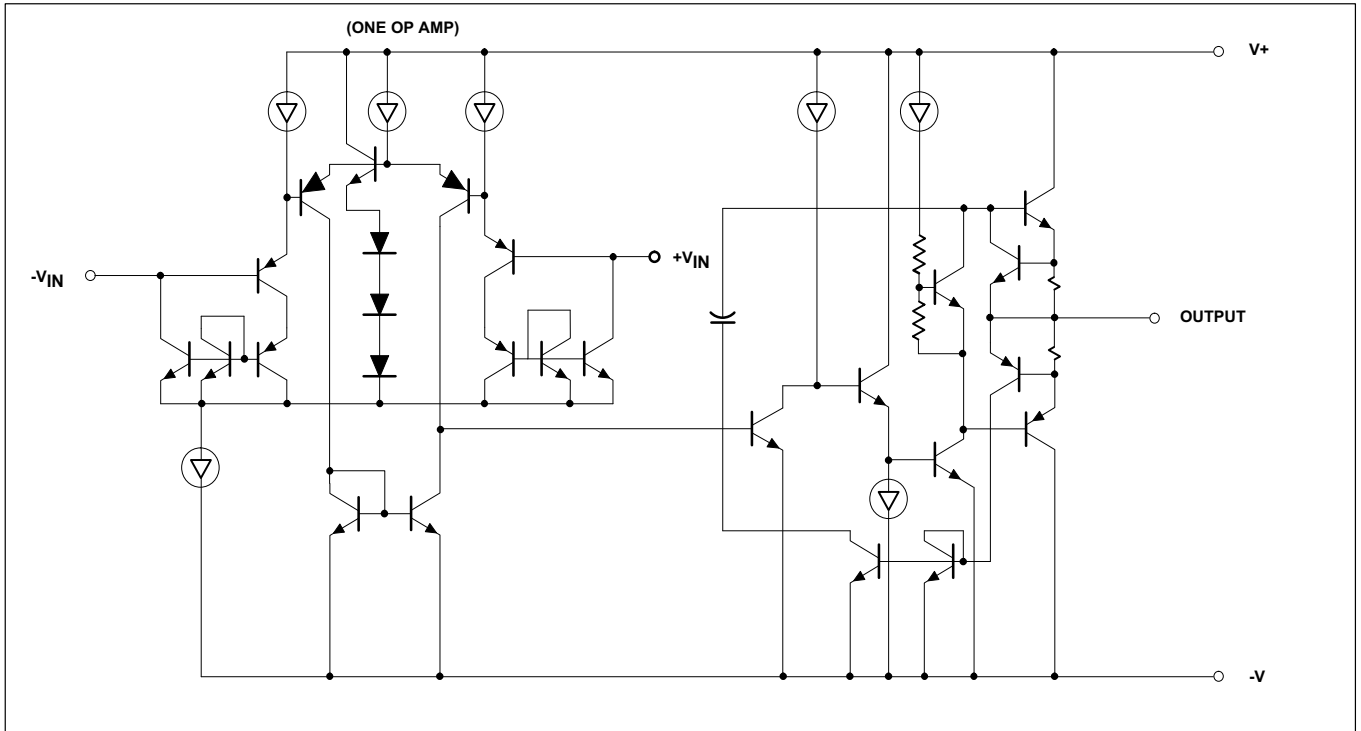 (ONE OP AMP)
V+
-VIN
+VIN
OUTPUT
-V